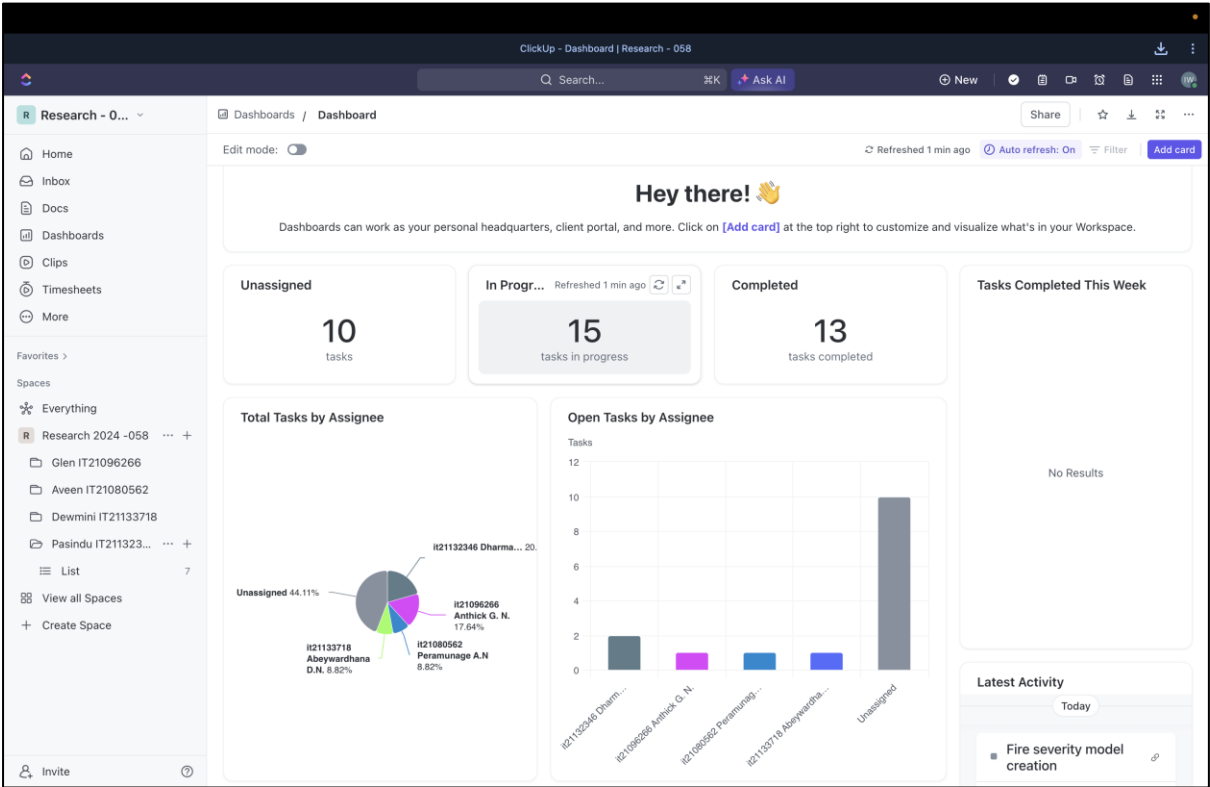 ClickUp - Dashboard | Research - 058
Search... ⌘K Ask AI New IW
R Research - 0...
Home
Inbox
Docs
Dashboards
Clips
Timesheets
More
Favorites >
Spaces
Everything
R Research 2024 -058
Glen IT21096266
Aveen IT21080562
Dewmini IT21133718
Pasindu IT211323...
List 7
View all Spaces
Create Space
Invite
Dashboards / Dashboard
Share
Edit mode:
Refreshed 1 min ago Auto refresh: On Filter Add card
Hey there! 👋
Dashboards can work as your personal headquarters, client portal, and more. Click on [Add card] at the top right to customize and visualize what's in your Workspace.
Unassigned
10
tasks
In Progr... Refreshed 1 min ago
15
tasks in progress
Completed
13
tasks completed
Tasks Completed This Week
No Results
Total Tasks by Assignee
it21132346 Dharma... 20.
Unassigned 44.11%
it21096266
Anthick G. N.
17.64%
it21133718
Abeywardhana
D.N. 8.82%
it21080562
Peramunage A.N
8.82%
Open Tasks by Assignee
Tasks
12
10
8
6
4
2
0
it21132346 Dharm...
it21096266 Anthick G. N.
it21080562 Peramunag...
it21133718 Abeywardha...
Unassigned
Latest Activity
Today
Fire severity model
creation